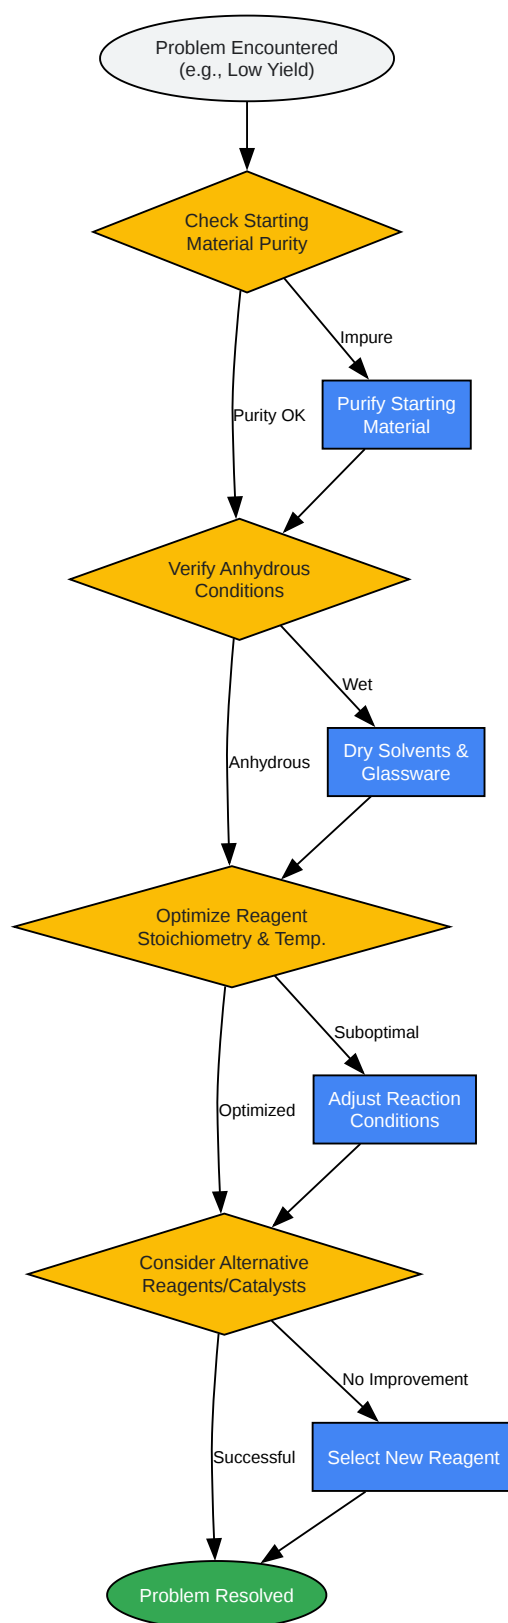 Problem Encountered
(e.g., Low Yield)
Check Starting
Material Purity
Impure
Purify Starting
Material
Purity OK
Verify Anhydrous
Conditions
Wet
Dry Solvents &
Glassware
Anhydrous
Optimize Reagent
Stoichiometry & Temp.
Suboptimal
Adjust Reaction
Conditions
Optimized
Consider Alternative
Reagents/Catalysts
No Improvement
Select New Reagent
Successful
Problem Resolved